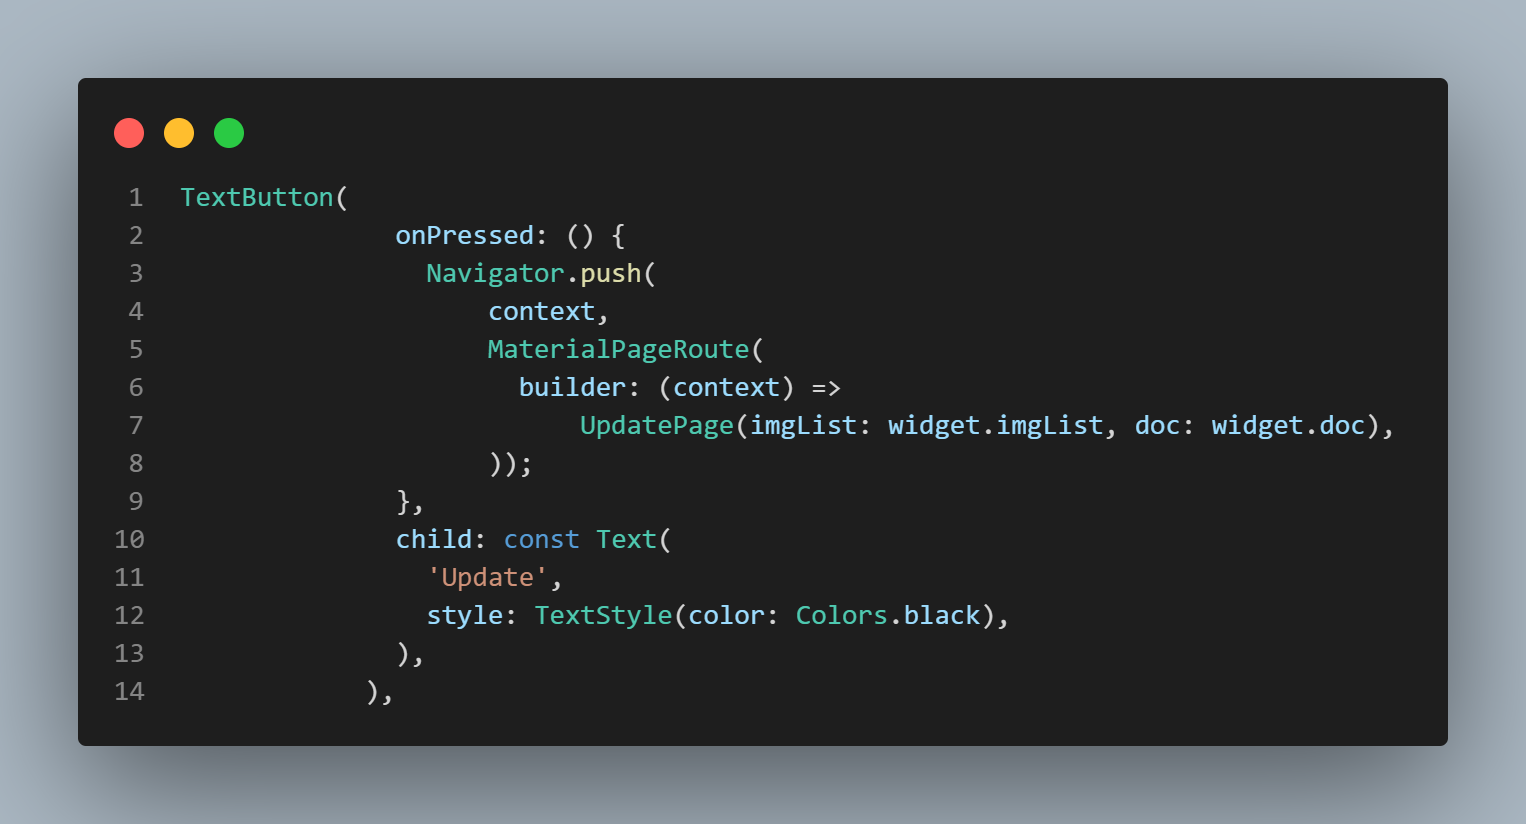 1 TextButton(
2 onPressed: () {
3 Navigator.push(
4 context,
5 MaterialPageRoute(
6 builder: (context) =>
7 UpdatePage(imgList: widget.imgList, doc: widget.doc),
8 ));
9 },
10 child: const Text(
11 'Update',
12 style: TextStyle(color: Colors.black),
13 ),
14 ),